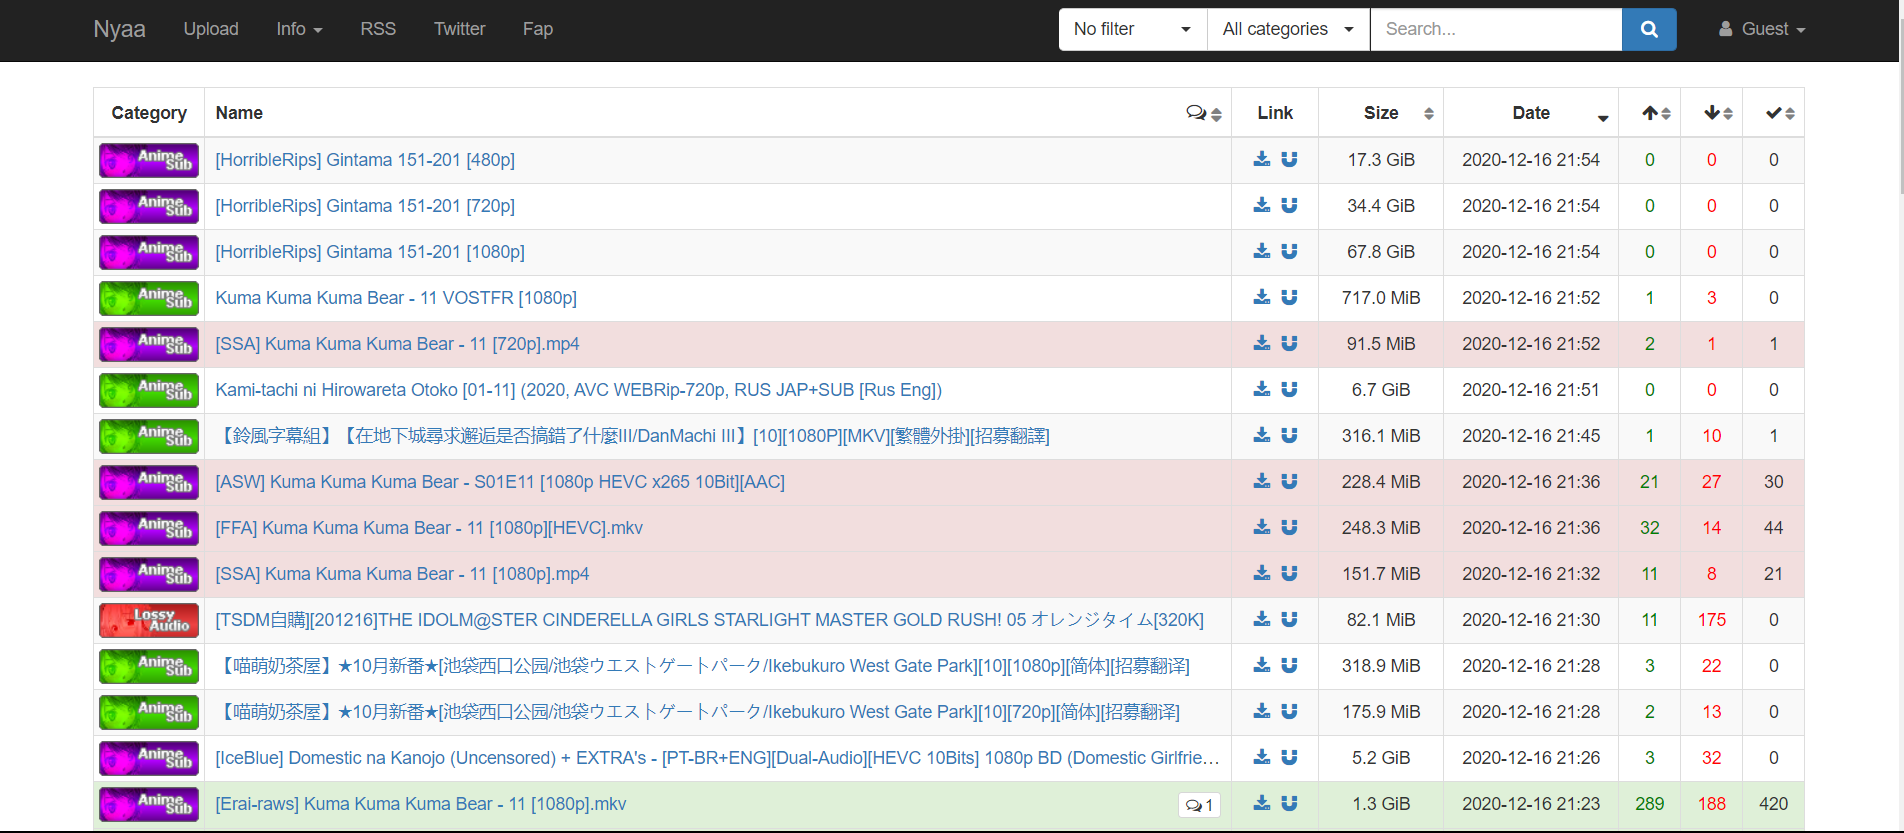 Nyaa Upload Info RSS Twitter Fap No filter All categories Search... Guest
Category Name Link Size Date
Anime Sub [HorribleRips] Gintama 151-201 [480p] 17.3 GiB 2020-12-16 21:54 0 0 0
Anime Sub [HorribleRips] Gintama 151-201 [720p] 34.4 GiB 2020-12-16 21:54 0 0 0
Anime Sub [HorribleRips] Gintama 151-201 [1080p] 67.8 GiB 2020-12-16 21:54 0 0 0
Anime Sub Kuma Kuma Kuma Bear - 11 VOSTFR [1080p] 717.0 MiB 2020-12-16 21:52 1 3 0
Anime Sub [SSA] Kuma Kuma Kuma Bear - 11 [720p].mp4 91.5 MiB 2020-12-16 21:52 2 1 1
Anime Sub Kami-tachi ni Hirowareta Otoko [01-11] (2020, AVC WEBRip-720p, RUS JAP+SUB [Rus Eng]) 6.7 GiB 2020-12-16 21:51 0 0 0
Anime Sub 【鈴風字幕組】【在地下城尋求邂逅是否搞錯了什麼III/DanMachi III】[10][1080P][MKV][繁體外掛][招募翻譯] 316.1 MiB 2020-12-16 21:45 1 10 1
Anime Sub [ASW] Kuma Kuma Kuma Bear - S01E11 [1080p HEVC x265 10Bit][AAC] 228.4 MiB 2020-12-16 21:36 21 27 30
Anime Sub [FFA] Kuma Kuma Kuma Bear - 11 [1080p][HEVC].mkv 248.3 MiB 2020-12-16 21:36 32 14 44
Anime Sub [SSA] Kuma Kuma Kuma Bear - 11 [1080p].mp4 151.7 MiB 2020-12-16 21:32 11 8 21
Lossy Audio [TSDM自購][201216]THE IDOLM@STER CINDERELLA GIRLS STARLIGHT MASTER GOLD RUSH! 05 オレンジタイム[320K] 82.1 MiB 2020-12-16 21:30 11 175 0
Anime Sub 【喵萌奶茶屋】★10月新番★[池袋西口公园/池袋ウエストゲートパーク/Ikebukuro West Gate Park][10][1080p][简体][招募翻译] 318.9 MiB 2020-12-16 21:28 3 22 0
Anime Sub 【喵萌奶茶屋】★10月新番★[池袋西口公园/池袋ウエストゲートパーク/Ikebukuro West Gate Park][10][720p][简体][招募翻译] 175.9 MiB 2020-12-16 21:28 2 13 0
Anime Sub [IceBlue] Domestic na Kanojo (Uncensored) + EXTRA's - [PT-BR+ENG][Dual-Audio][HEVC 10Bits] 1080p BD (Domestic Girlfrie… 5.2 GiB 2020-12-16 21:26 3 32 0
Anime Sub [Erai-raws] Kuma Kuma Kuma Bear - 11 [1080p].mkv 1 1.3 GiB 2020-12-16 21:23 289 188 420